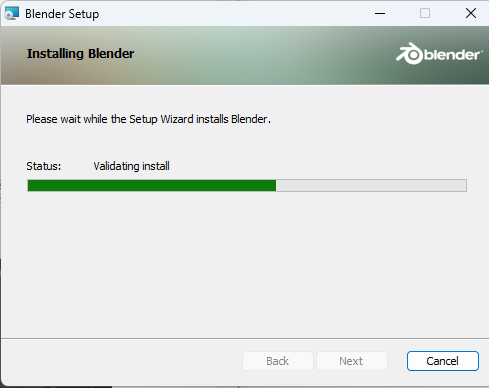 Blender Setup
Installing Blender
blender
Please wait while the Setup Wizard installs Blender.
Status: Validating install
Back Next Cancel